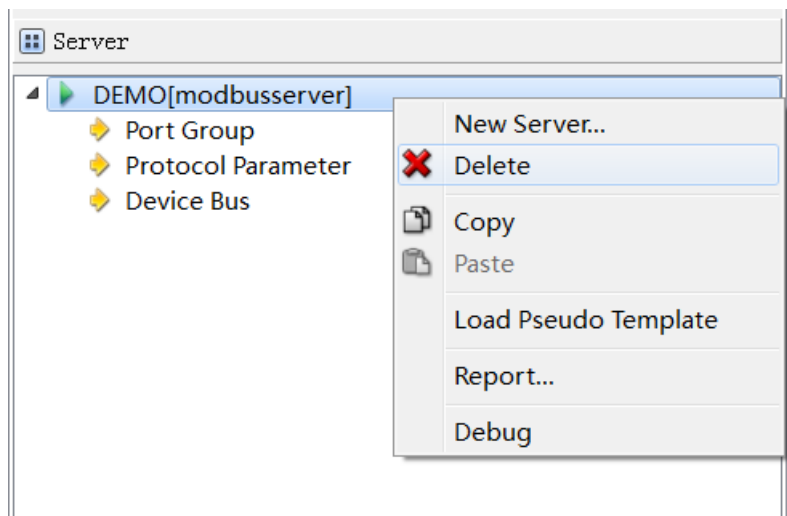 Server
DEMO[modbusserver]
Port Group
Protocol Parameter
Device Bus
New Server...
Delete
Copy
Paste
Load Pseudo Template
Report...
Debug